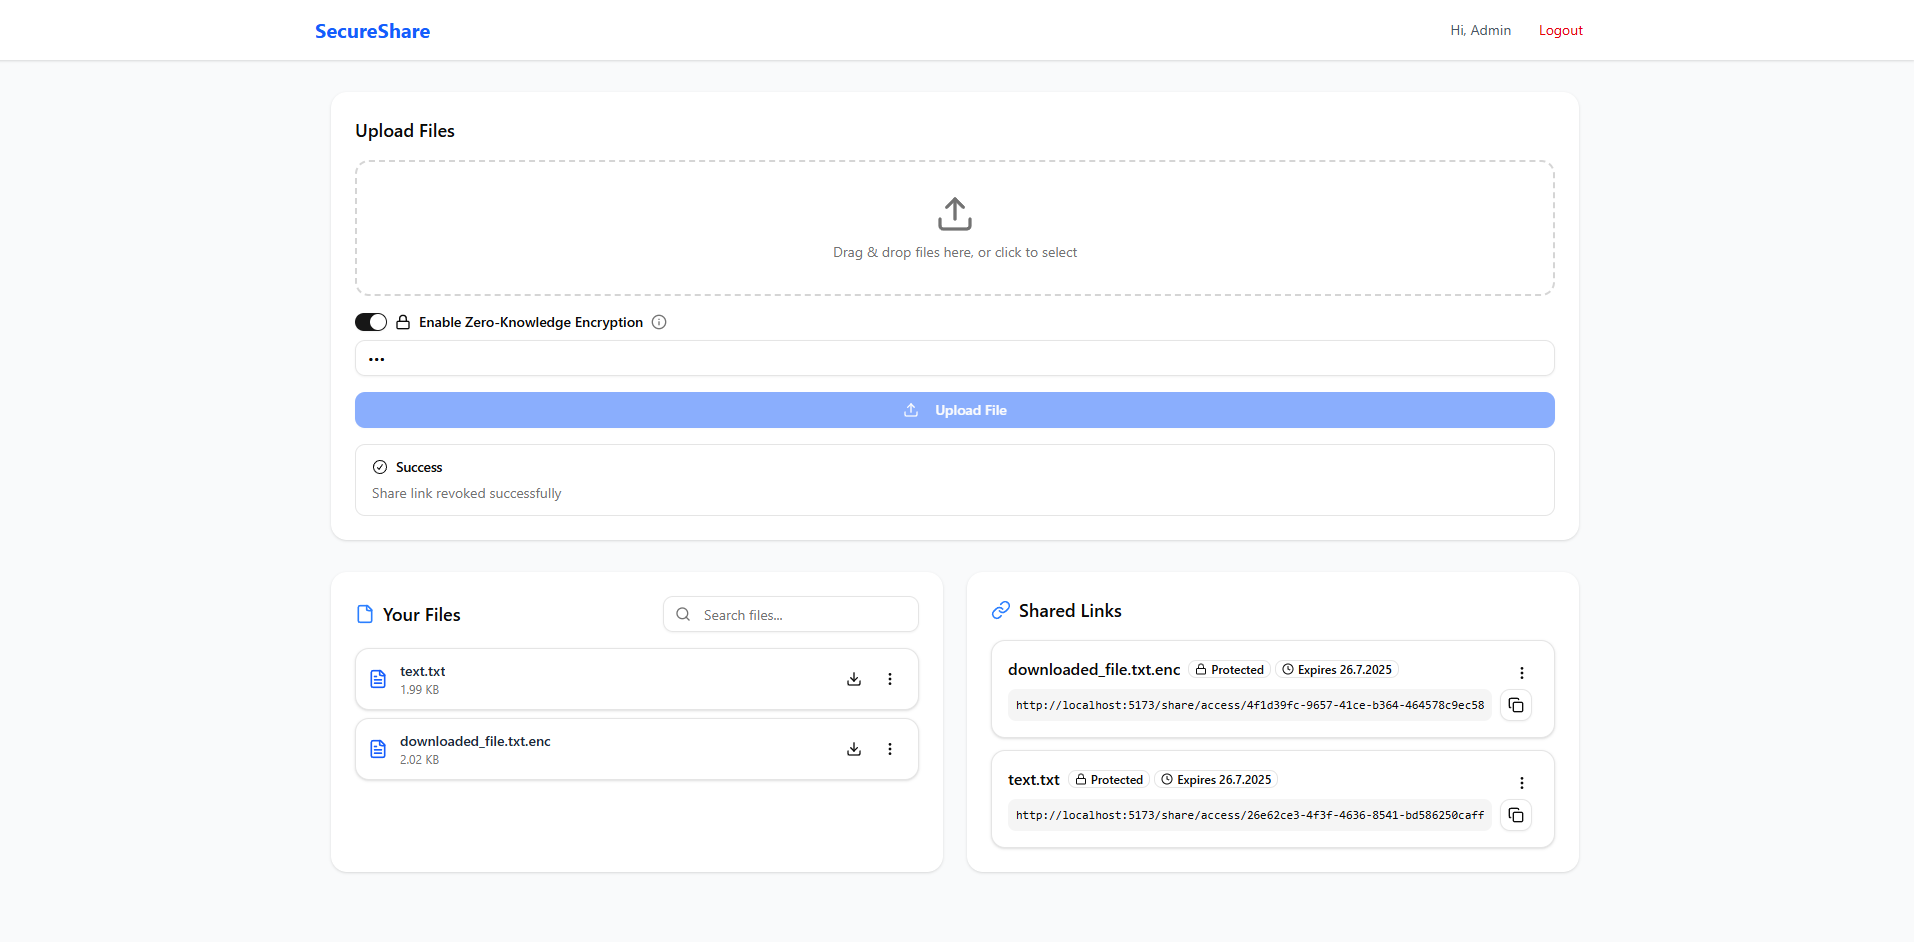 SecureShare
Hi, Admin
Logout
Upload Files
Drag & drop files here, or click to select
Enable Zero-Knowledge Encryption
•••
Upload File
Success
Share link revoked successfully
Your Files
Search files...
text.txt
1.99 KB
downloaded_file.txt.enc
2.02 KB
Shared Links
downloaded_file.txt.enc Protected Expires 26.7.2025
http://localhost:5173/share/access/4f1d39fc-9657-41ce-b364-464578c9ec58
text.txt Protected Expires 26.7.2025
http://localhost:5173/share/access/26e62ce3-4f3f-4636-8541-bd586250caff